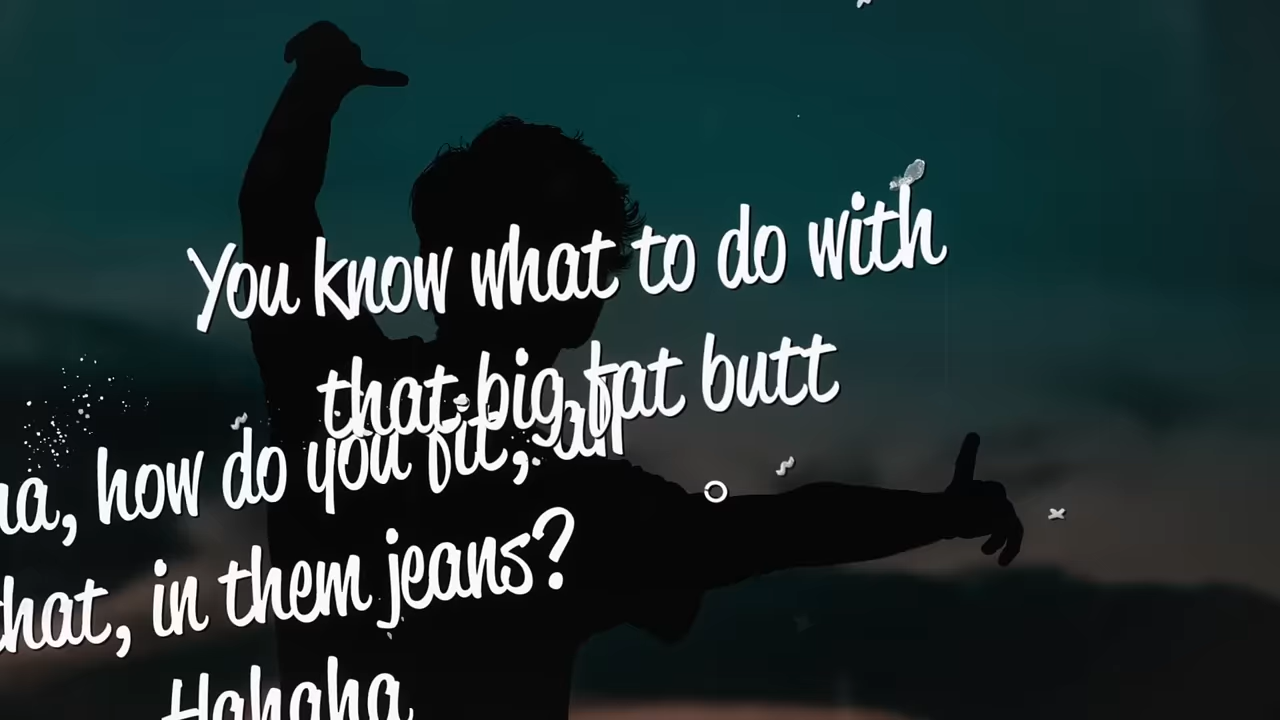 You know what to do with
that big fat butt
how do you fit, all
that, in them jeans?
Hahaha